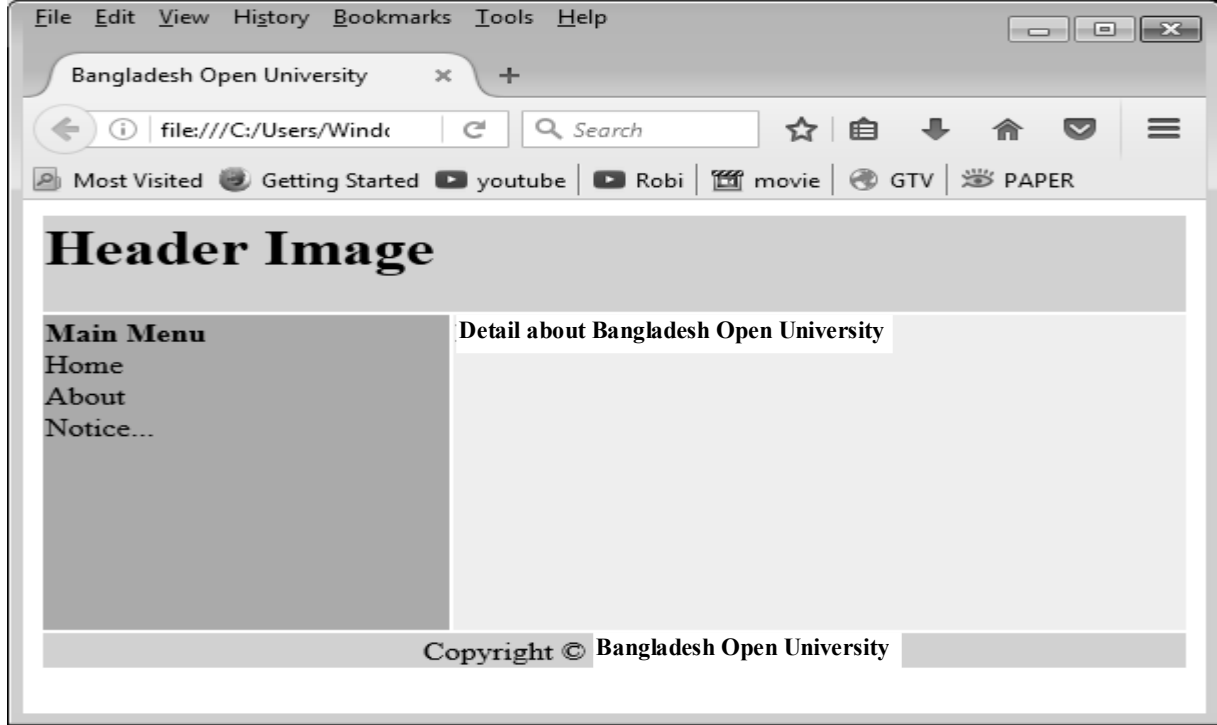 File Edit View History Bookmarks Tools Help
Bangladesh Open University
file:///C:/Users/Windo
Search
Most Visited Getting Started youtube Robi movie GTV PAPER
Header Image
Main Menu
Detail about Bangladesh Open University
Home
About
Notice...
Copyright © Bangladesh Open University